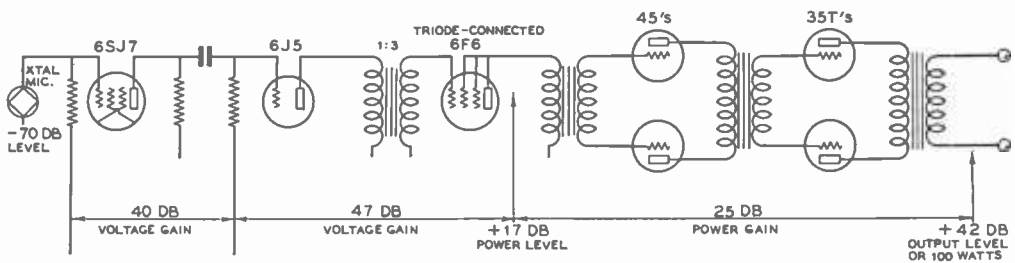 45's
35T's
TRIODE-CONNECTED
6SJ7
6J5
1:3
6F6
XTAL
MIC.
-70 DB
LEVEL
40 DB
VOLTAGE GAIN
47 DB
VOLTAGE GAIN
+17 DB
POWER LEVEL
25 DB
POWER GAIN
+42 DB
OUTPUT LEVEL
OR 100 WATTS